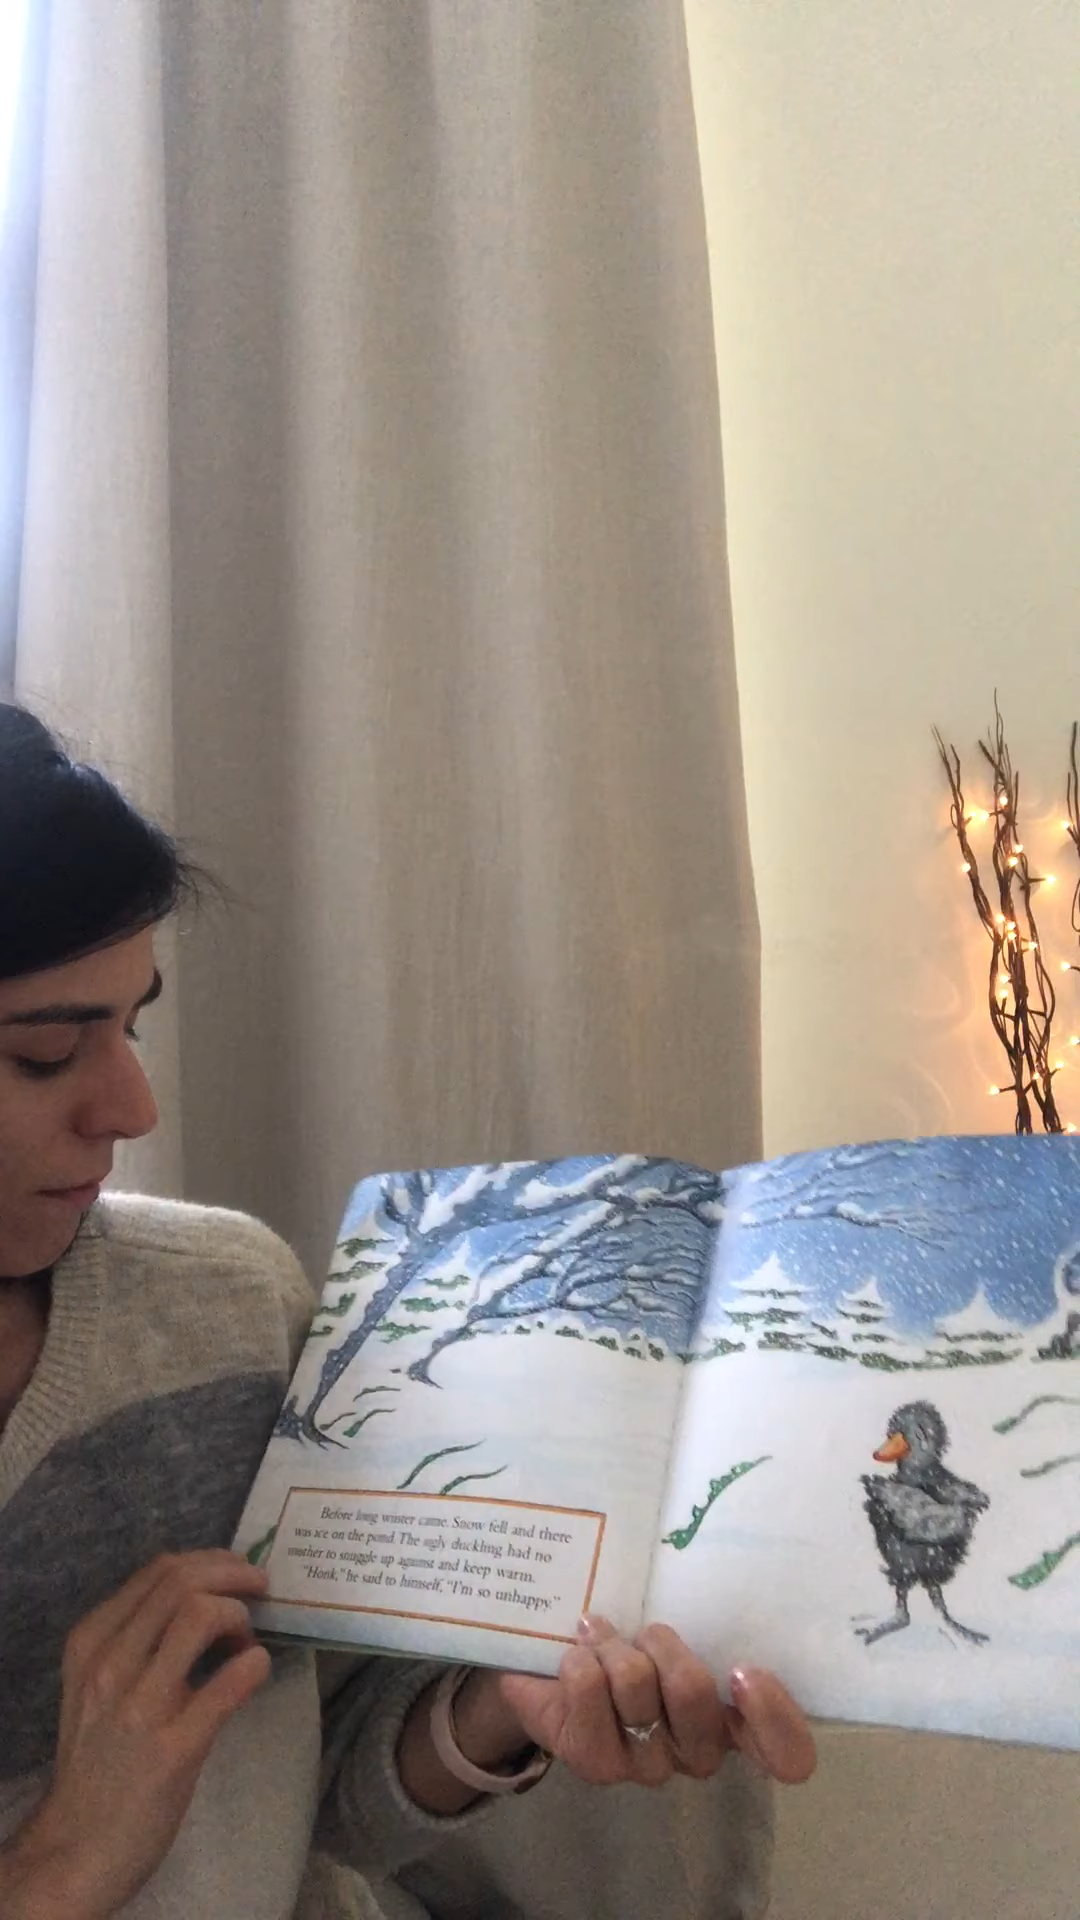 Before long winter came. Snow fell and there
was ice on the pond. The ugly duckling had no
mother to snuggle up against and keep warm.
"Honk," he said to himself, "I'm so unhappy."